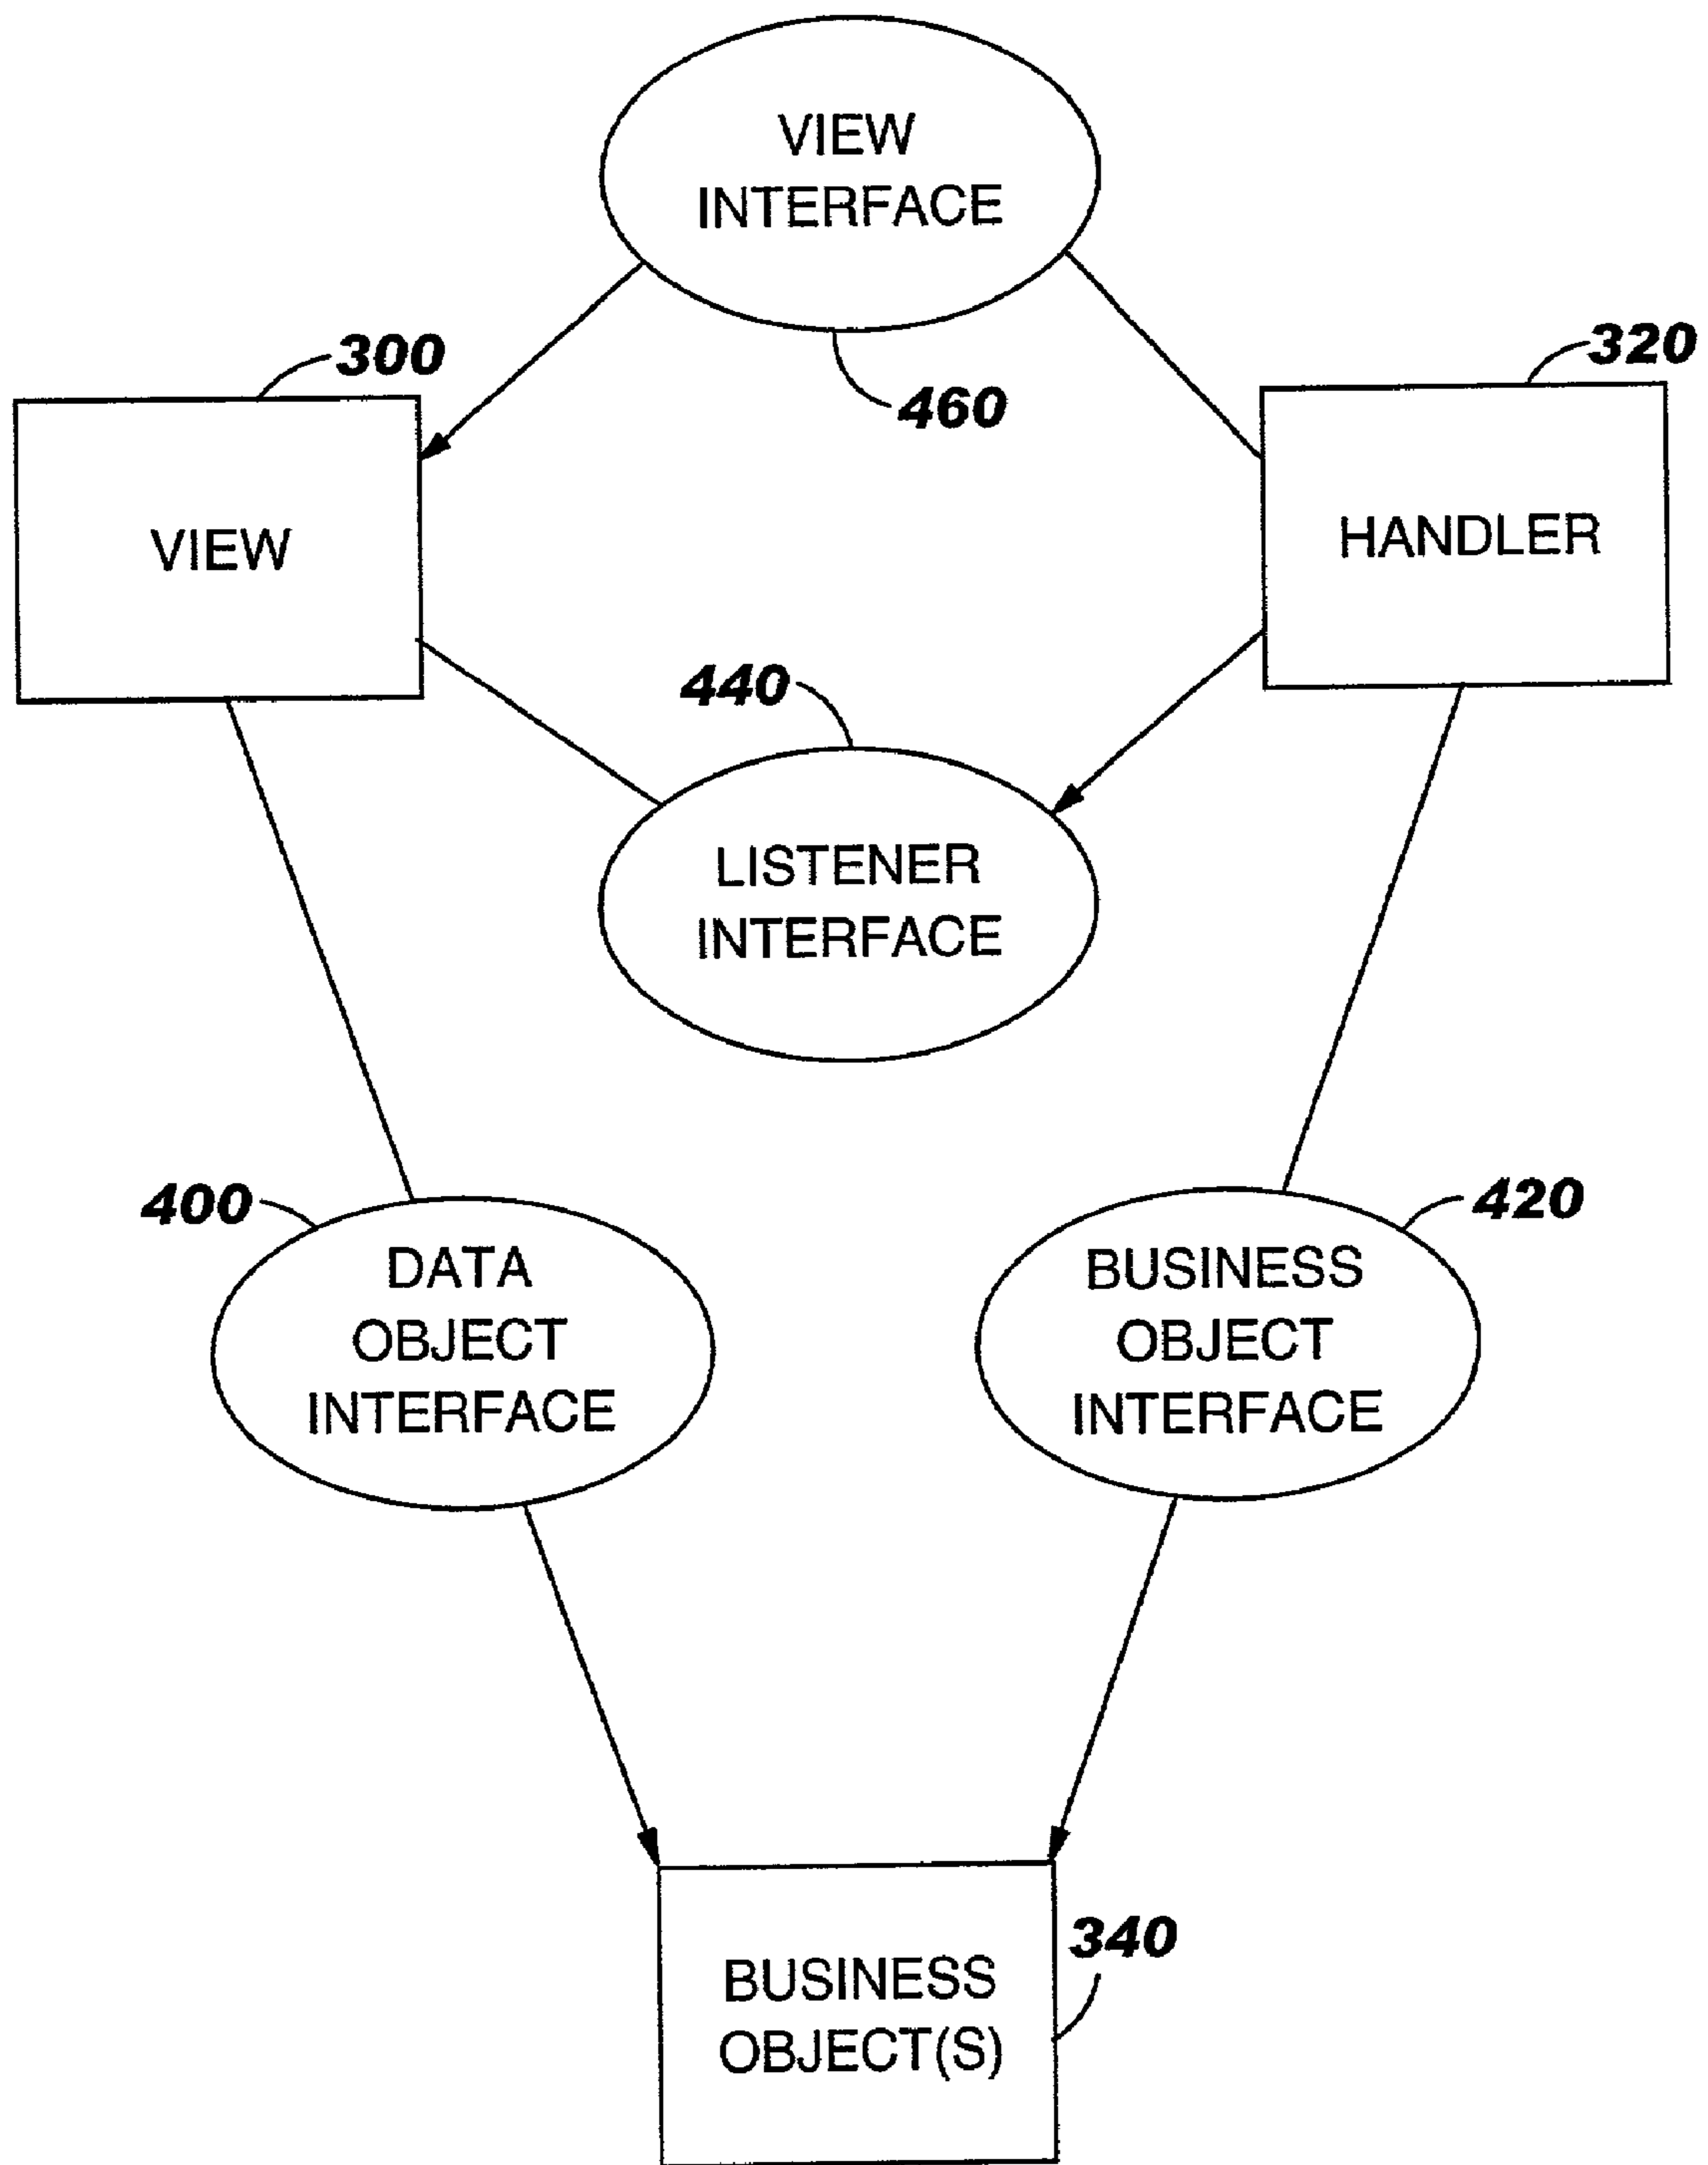 VIEW
INTERFACE
300
320
460
VIEW
HANDLER
440
LISTENER
INTERFACE
400
420
DATA
OBJECT
INTERFACE
BUSINESS
OBJECT
INTERFACE
340
BUSINESS
OBJECT(S)